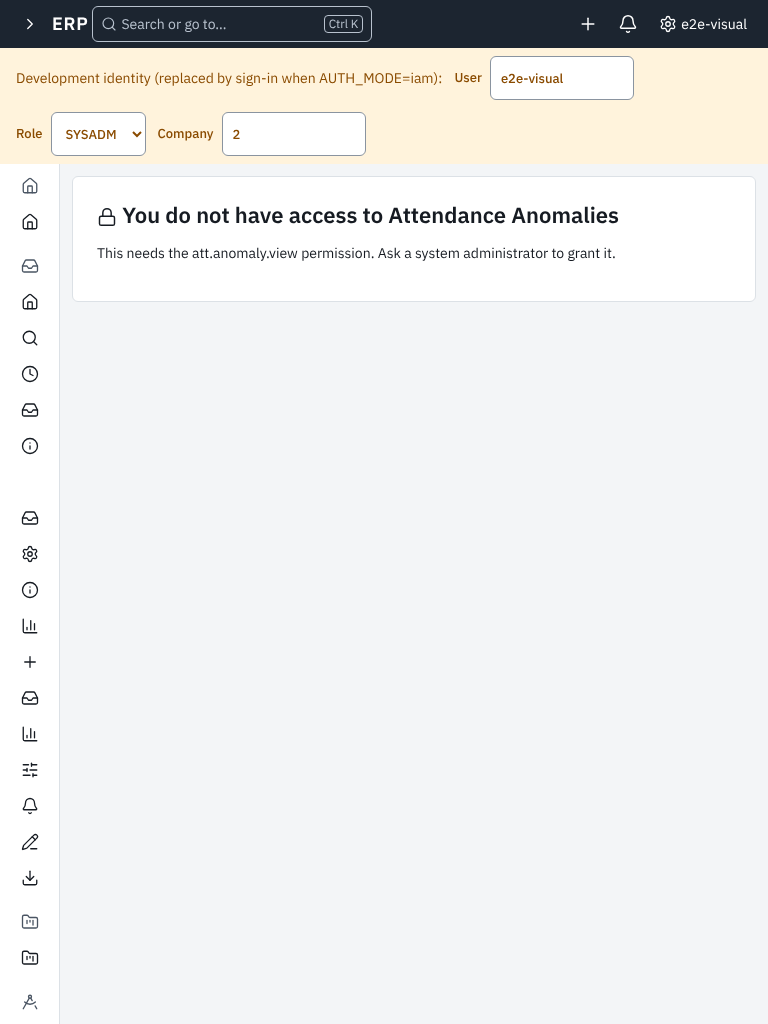 ERP Search or go to... Ctrl K e2e-visual
Development identity (replaced by sign-in when AUTH_MODE=iam): User e2e-visual
Role SYSADM Company 2
You do not have access to Attendance Anomalies
This needs the att.anomaly.view permission. Ask a system administrator to grant it.